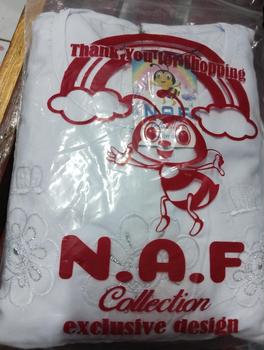 Thank You for Shopping
N.A.F
N.A.F
Collection
exclusive design